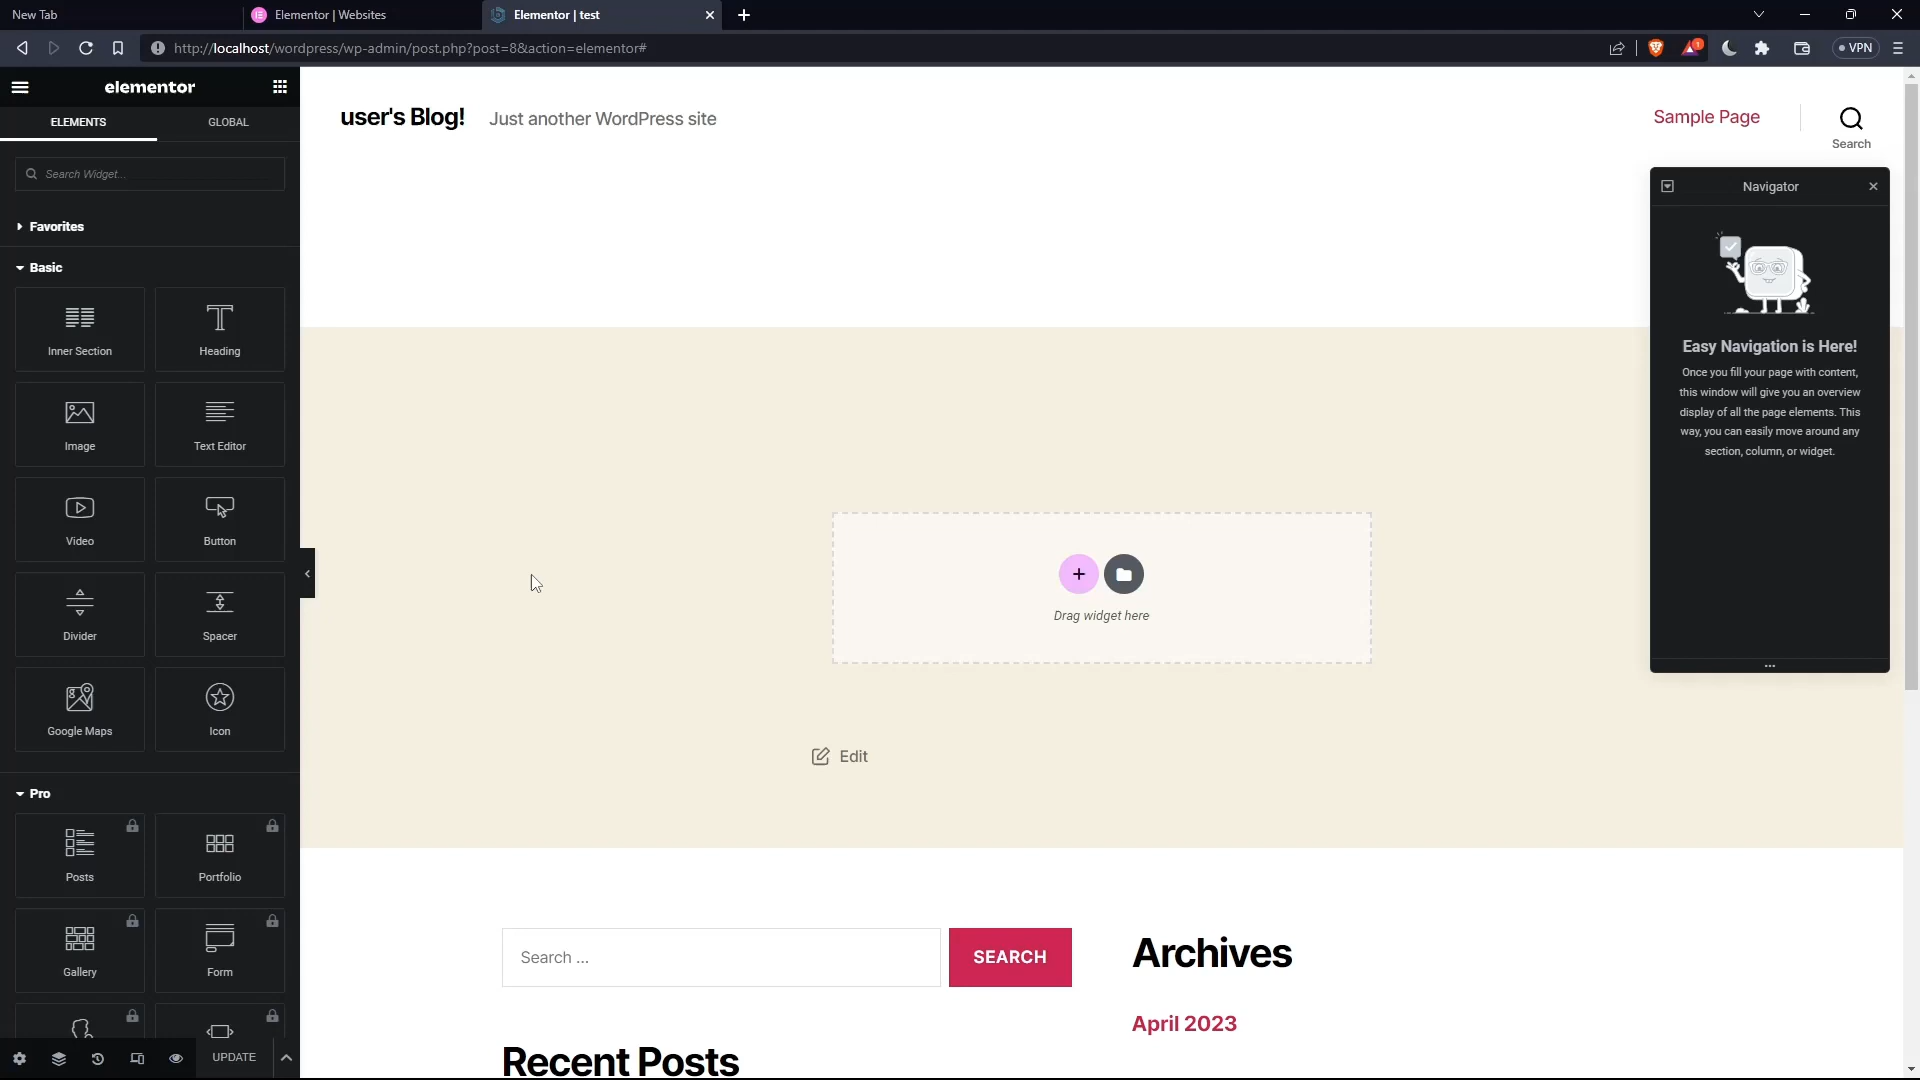 New Tab
Elementor | Websites
Elementor | test
http://localhost/wordpress/wp-admin/post.php?post=8&action=elementor#
1
VPN
elementor
ELEMENTS
GLOBAL
Search Widget...
Favorites
Basic
Inner Section
Heading
Image
Text Editor
Video
Button
Divider
Spacer
Google Maps
Icon
Pro
Posts
Portfolio
Gallery
Form
UPDATE
user's Blog!
Just another WordPress site
Sample Page
Search
Navigator
Easy Navigation is Here!
Once you fill your page with content,
this window will give you an overview
display of all the page elements. This
way, you can easily move around any
section, column, or widget.
Drag widget here
Edit
Search ...
SEARCH
Archives
April 2023
Recent Posts